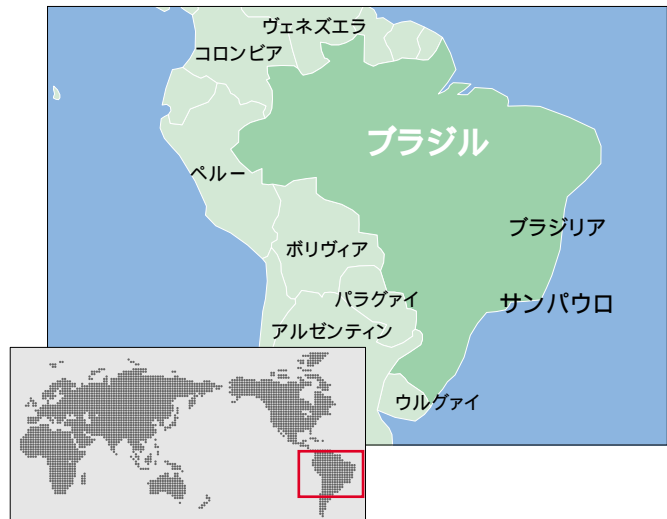 ヴェネズエラ
コロンビア
ブラジル
ペルー
ブラジリア
ボリヴィア
パラグァイ
サンパウロ
アルゼンティン
ウルグァイ